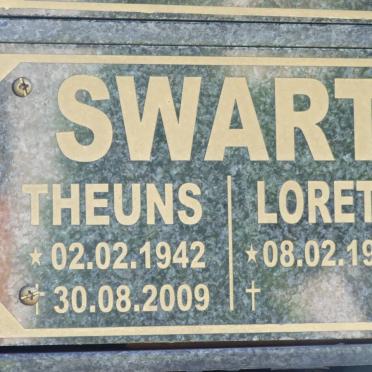 SWART
THEUNS LORET
★ 02.02.1942 ★ 08.02.19
✝ 30.08.2009 ✝